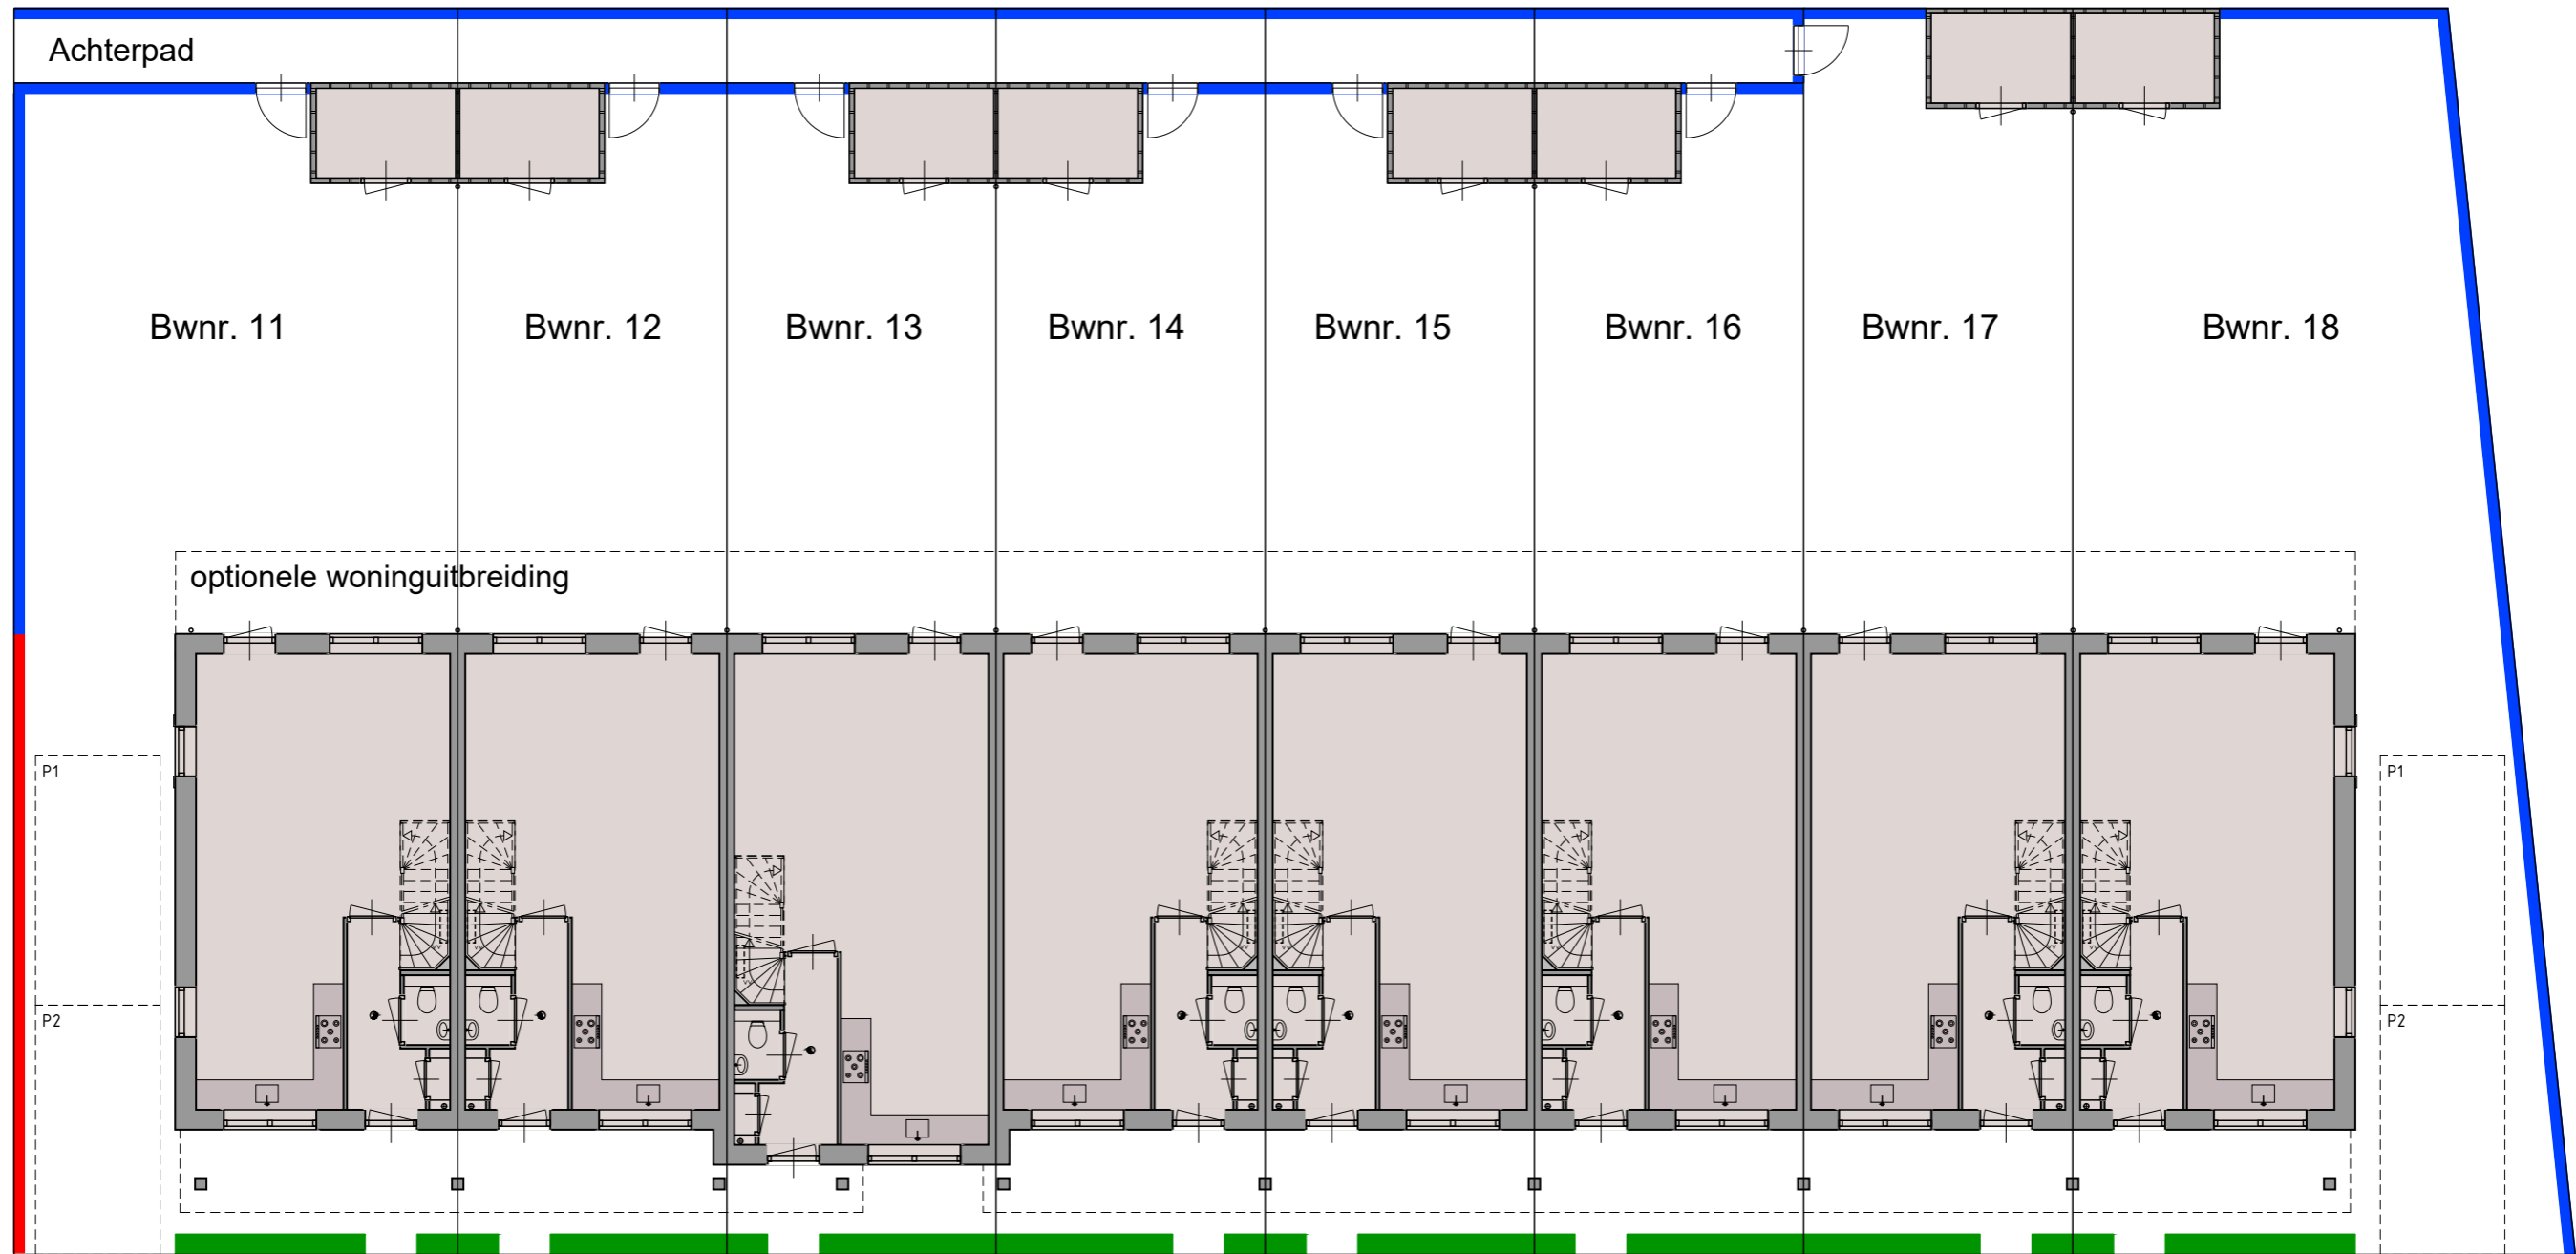 Achterpad
Bwnr. 11 Bwnr. 12 Bwnr. 13 Bwnr. 14 Bwnr. 15 Bwnr. 16 Bwnr. 17 Bwnr. 18
optionele woninguitbreiding
P1 P1
P2 P2